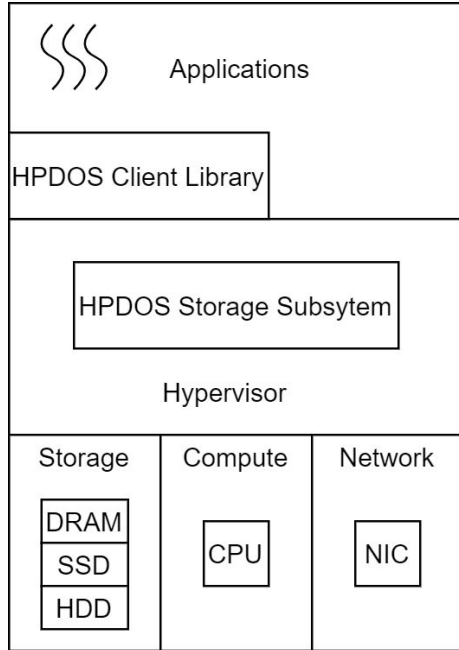 Applications
HPDOS Client Library
HPDOS Storage Subsytem
Hypervisor
Storage
Compute
Network
DRAM
SSD
HDD
CPU
NIC